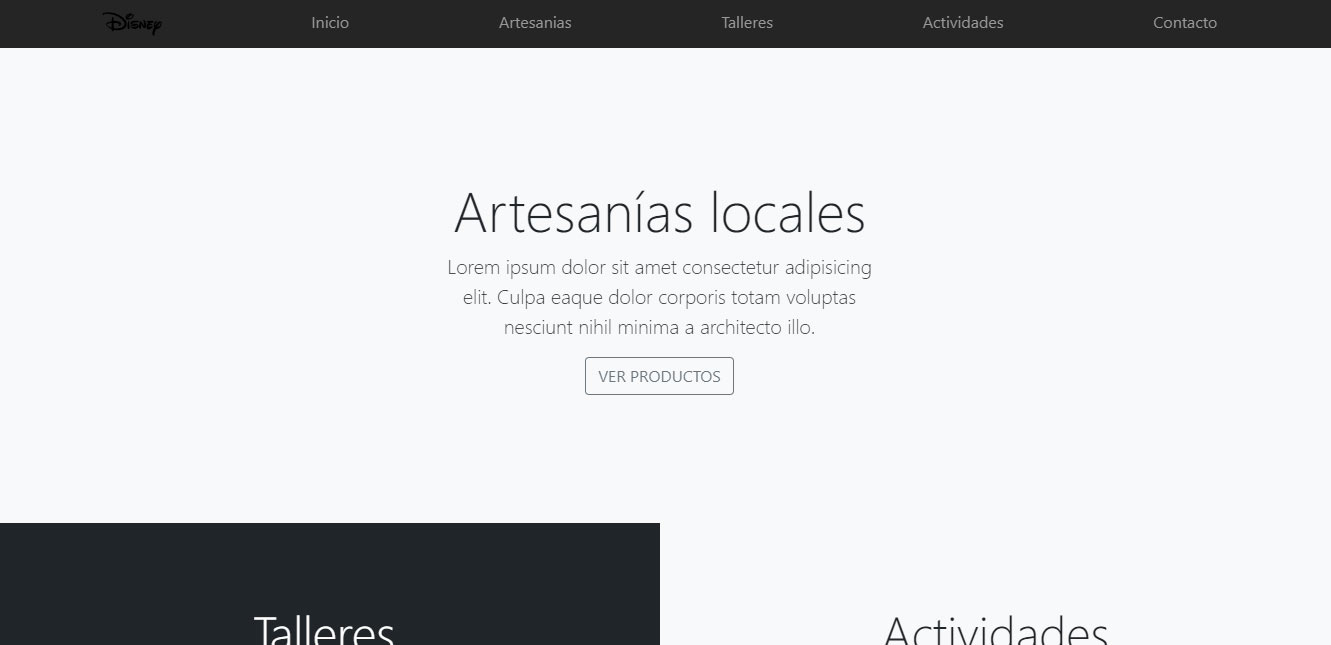 Disney
Inicio
Artesanias
Talleres
Actividades
Contacto
Artesanías locales
Lorem ipsum dolor sit amet consectetur adipisicing
elit. Culpa eaque dolor corporis totam voluptas
nesciunt nihil minima a architecto illo.
VER PRODUCTOS
Talleres
Actividades